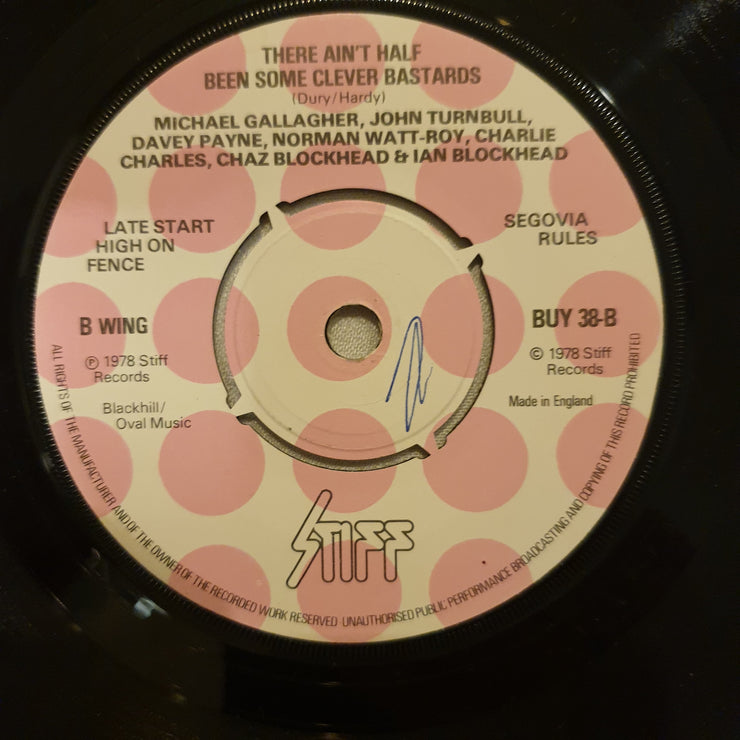 THERE AIN'T HALF
BEEN SOME CLEVER BASTARDS
(Dury/Hardy)
MICHAEL GALLAGHER, JOHN TURNBULL,
DAVEY PAYNE, NORMAN WATT-ROY, CHARLIE
CHARLES, CHAZ BLOCKHEAD & IAN BLOCKHEAD
LATE START
HIGH ON
FENCE
SEGOVIA
RULES
B WING
BUY 38-B
℗ 1978 Stiff
Records
© 1978 Stiff
Records
Blackhill/
Oval Music
Made in England
STIFF
ALL RIGHTS OF THE MANUFACTURER AND OF THE OWNER OF THE RECORDED WORK RESERVED · UNAUTHORISED PUBLIC PERFORMANCE BROADCASTING AND COPYING OF THIS RECORD PROHIBITED